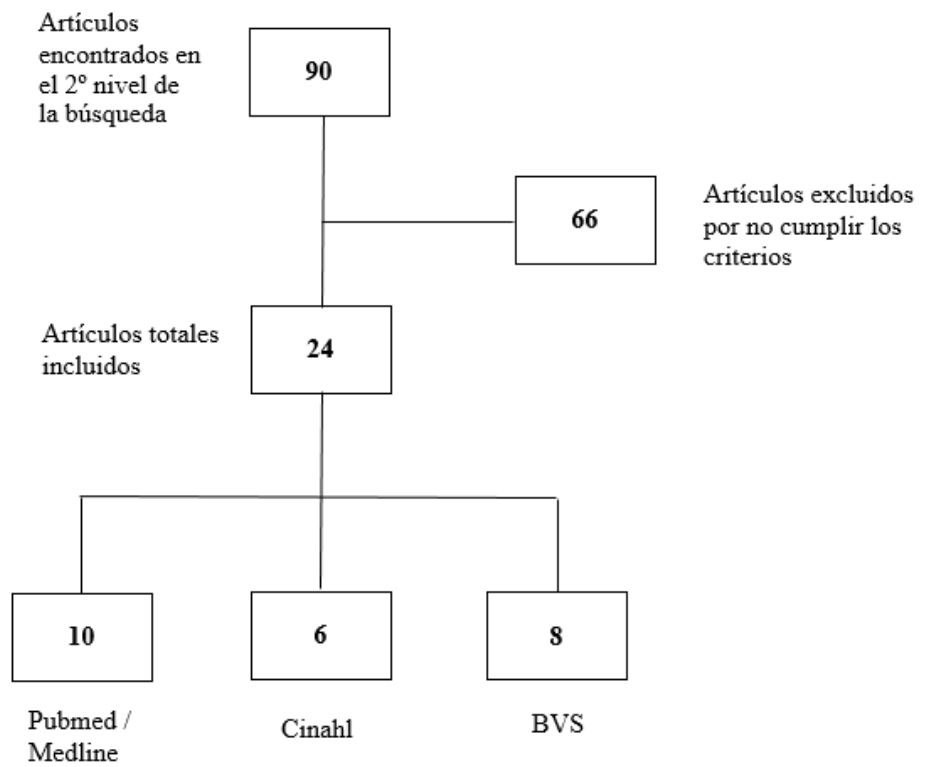 Artículos
encontrados en
el 2º nivel de
la búsqueda
90
66
Artículos excluidos
por no cumplir los
criterios
Artículos totales
incluidos
24
10
6
8
Pubmed /
Medline
Cinahl
BVS